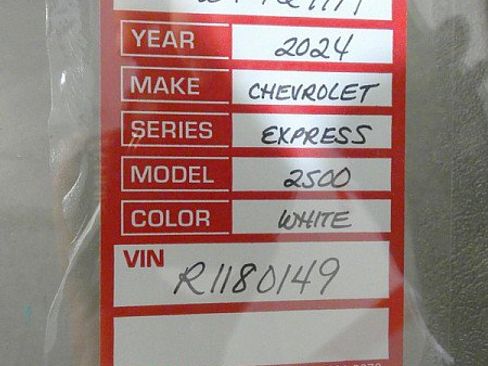 YEAR 2024
MAKE CHEVROLET
SERIES EXPRESS
MODEL 2500
COLOR WHITE
VIN
R1180149